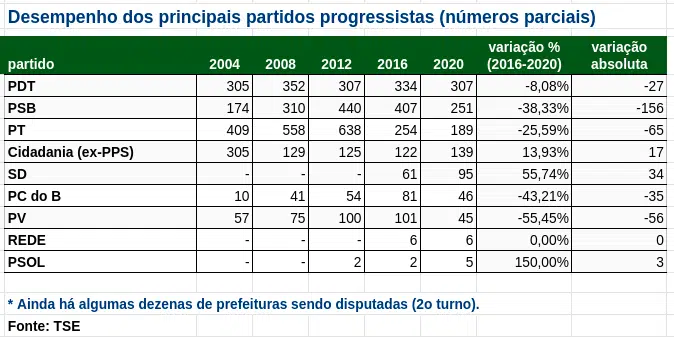 Desempenho dos principais partidos progressistas (números parciais)
variação % variação
partido 2004 2008 2012 2016 2020 (2016-2020) absoluta
PDT 305 352 307 334 307 -8,08% -27
PSB 174 310 440 407 251 -38,33% -156
PT 409 558 638 254 189 -25,59% -65
Cidadania (ex-PPS) 305 129 125 122 139 13,93% 17
SD - - - 61 95 55,74% 34
PC do B 10 41 54 81 46 -43,21% -35
PV 57 75 100 101 45 -55,45% -56
REDE - - - 6 6 0,00% 0
PSOL - - 2 2 5 150,00% 3
* Ainda há algumas dezenas de prefeituras sendo disputadas (2o turno).
Fonte: TSE